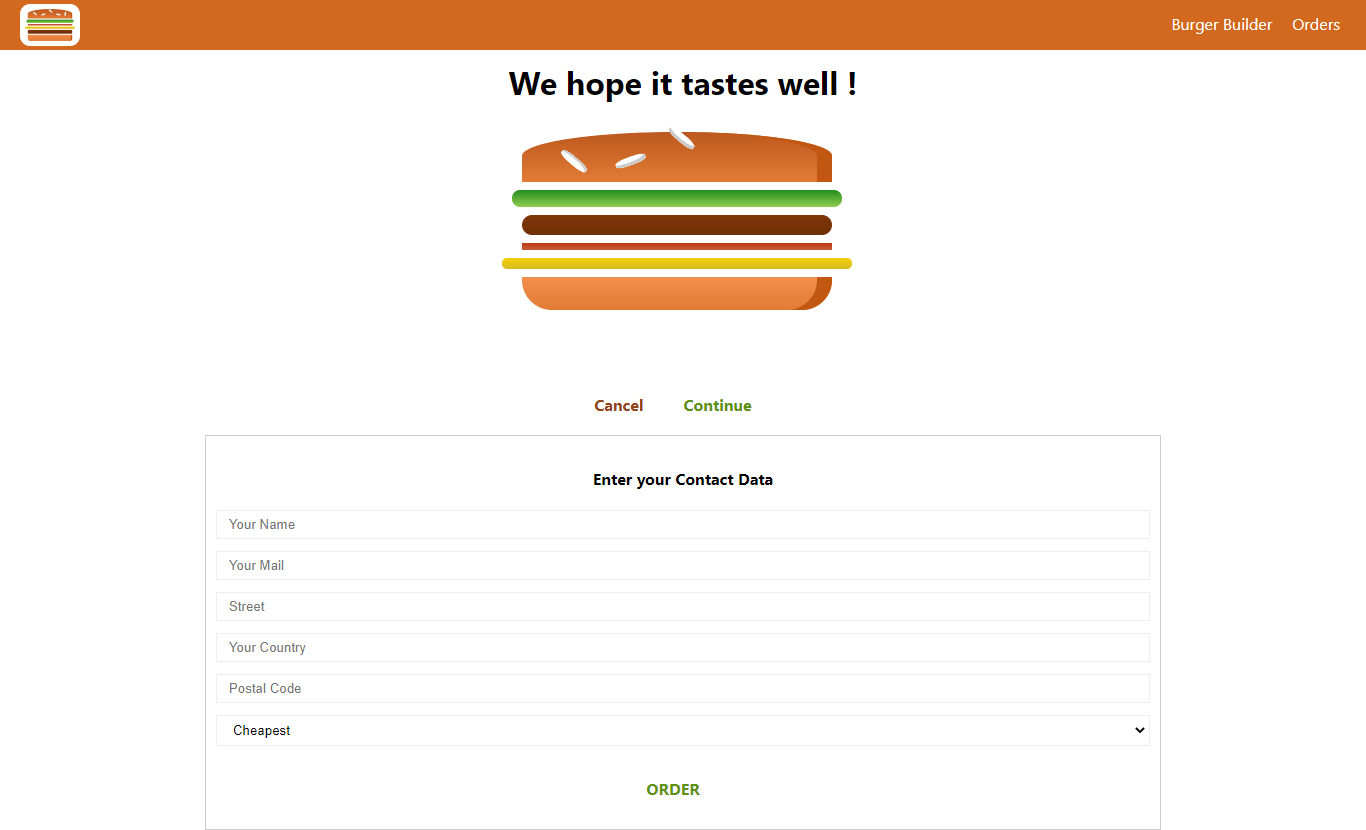 Burger Builder Orders
We hope it tastes well !
Cancel Continue
Enter your Contact Data
Your Name
Your Mail
Street
Your Country
Postal Code
Cheapest
ORDER